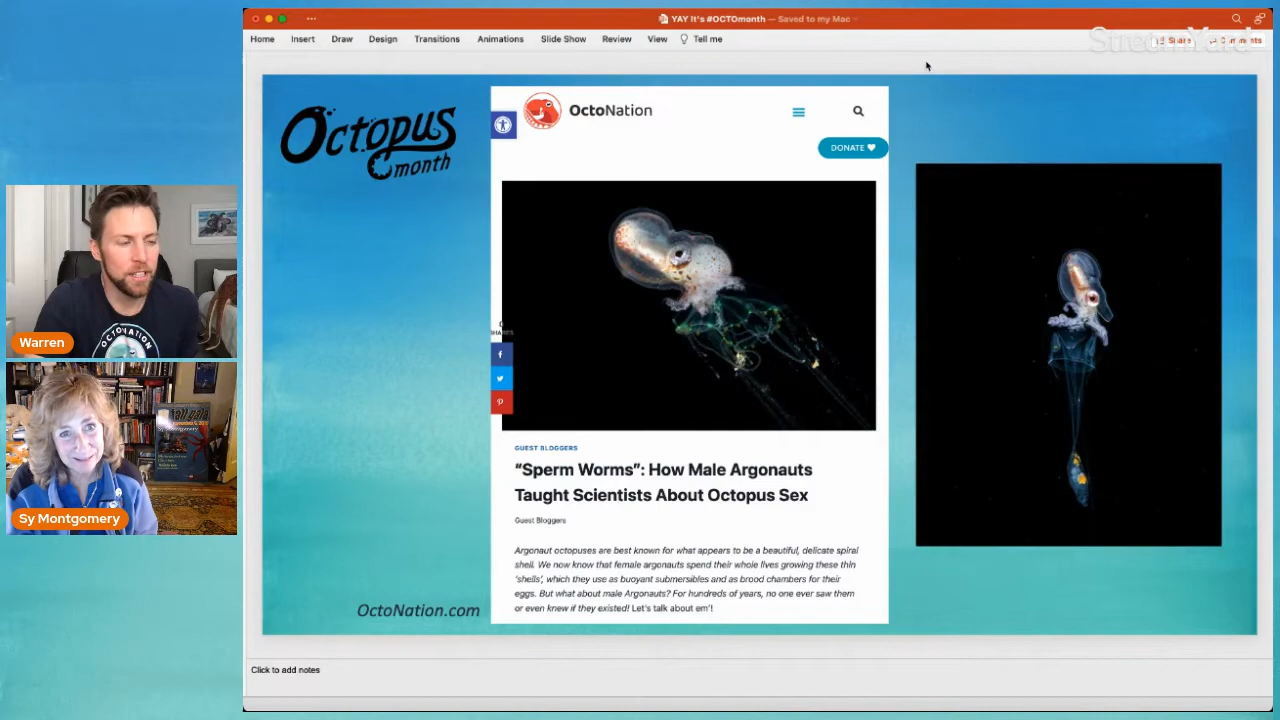 YAY It's #OCTOmonth — Saved to my Mac
StreamYard
Home Insert Draw Design Transitions Animations Slide Show Review View Tell me Share Comments
Octopus
month
OctoNation
DONATE
SHARES
GUEST BLOGGERS
“Sperm Worms”: How Male Argonauts
Taught Scientists About Octopus Sex
Guest Bloggers
Argonaut octopuses are best known for what appears to be a beautiful, delicate spiral
shell. We now know that female argonauts spend their whole lives growing these thin
‘shells’, which they use as buoyant submersibles and as brood chambers for their
eggs. But what about male Argonauts? For hundreds of years, no one ever saw them
or even knew if they existed! Let's talk about em'!
OctoNation.com
Click to add notes
Warren
OCTONATION
Sy Montgomery